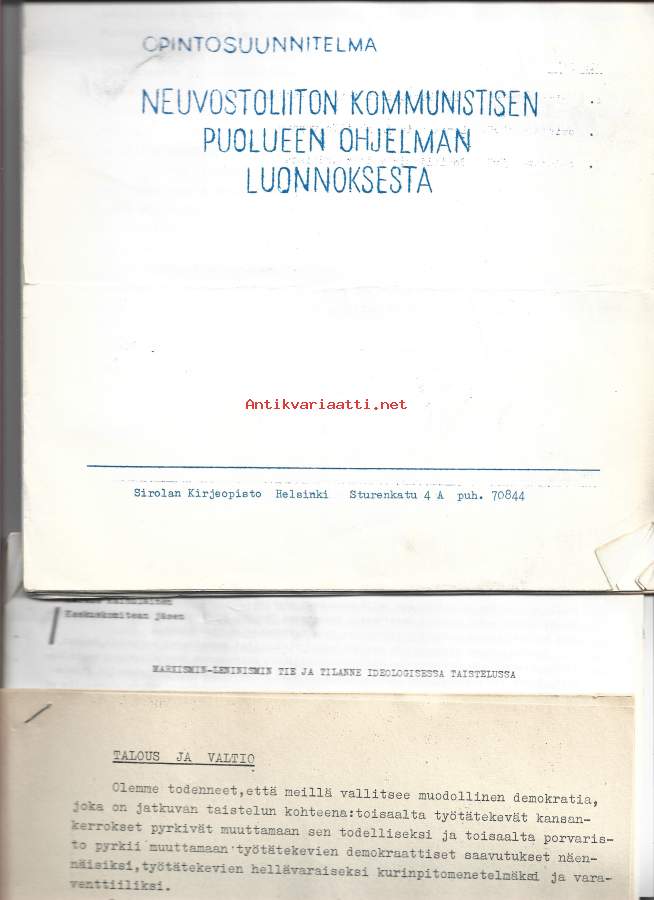 OPINTOSUUNNITELMA
NEUVOSTOLIITON KOMMUNISTISEN
PUOLUEEN OHJELMAN
LUONNOKSESTA
Antikvariaatti.net
Sirolan Kirjeopisto Helsinki Sturenkatu 4 A puh. 70844
Keskuskomitean jäsen
MARKISMIN-LENINISMIN TIE JA TILANNE IDEOLOGISESSA TAISTELUSSA
TALOUS JA VALTIO
Olemme todenneet,että meillä vallitsee muodollinen demokratia,
joka on jatkuvan taistelun kohteena:toisaalta työtätekevät kansan-
kerrokset pyrkivät muuttamaan sen todelliseksi ja toisaalta porvaris-
to pyrkii muuttamaan työtätekevien demokraattiset saavutukset näen-
näisiksi,työtätekevien hellävaraiseksi kurinpitomenetelmäksi ja vara-
venttiiliksi.